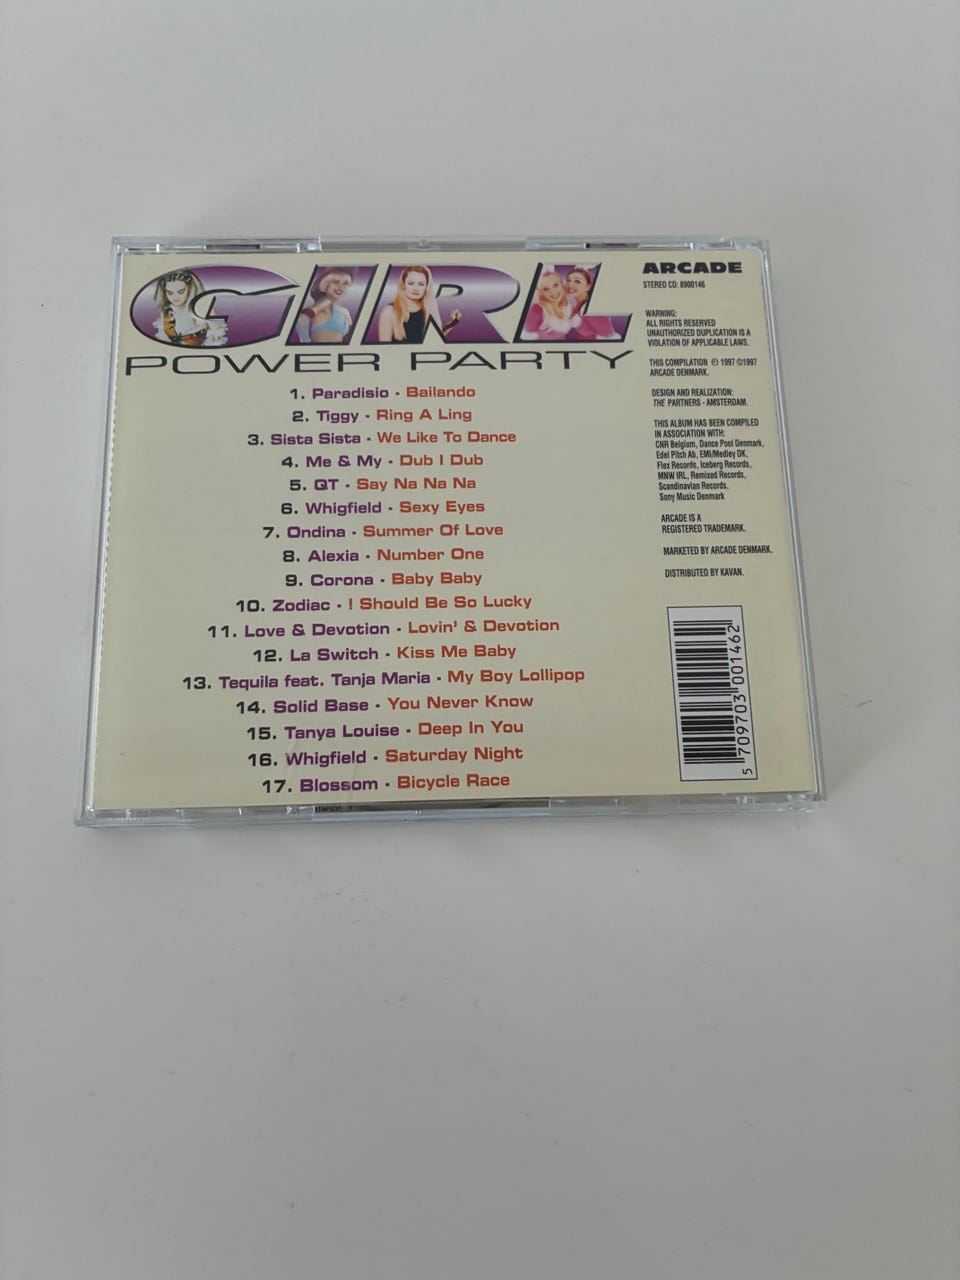 GIRL
POWER PARTY
1. Paradisio - Bailando
2. Tiggy - Ring A Ling
3. Sista Sista - We Like To Dance
4. Me & My - Dub I Dub
5. QT - Say Na Na Na
6. Whigfield - Sexy Eyes
7. Ondina - Summer Of Love
8. Alexia - Number One
9. Corona - Baby Baby
10. Zodiac - I Should Be So Lucky
11. Love & Devotion - Lovin' & Devotion
12. La Switch - Kiss Me Baby
13. Tequila feat. Tanja Maria - My Boy Lollipop
14. Solid Base - You Never Know
15. Tanya Louise - Deep In You
16. Whigfield - Saturday Night
17. Blossom - Bicycle Race
ARCADE
STEREO CD: 8900146
WARNING:
ALL RIGHTS RESERVED
UNAUTHORIZED DUPLICATION IS A
VIOLATION OF APPLICABLE LAWS.
THIS COMPILATION ℗ 1997 ©1997
ARCADE DENMARK.
DESIGN AND REALIZATION:
THE PARTNERS - AMSTERDAM.
THIS ALBUM HAS BEEN COMPILED
IN ASSOCIATION WITH:
CNR Belgium, Dance Pool Denmark,
Edel Pitch Ab, EMI/Medley DK,
Flex Records, Iceberg Records,
MNW IRL, Remixed Records,
Scandinavian Records,
Sony Music Denmark
ARCADE IS A
REGISTERED TRADEMARK.
MARKETED BY ARCADE DENMARK.
DISTRIBUTED BY KAVAN.
5 709703 001462